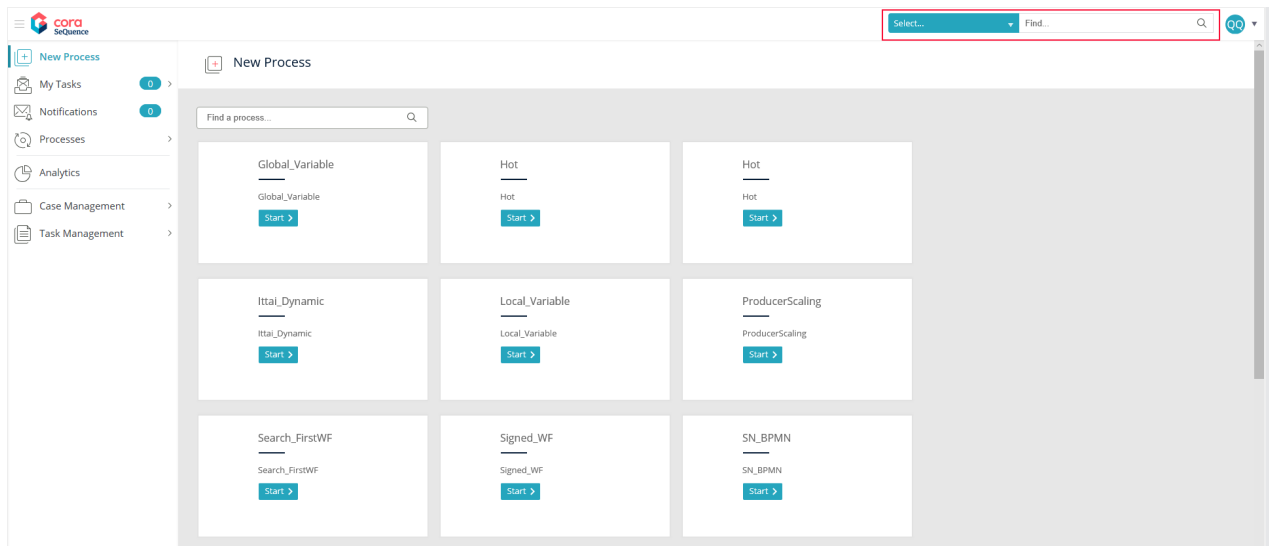 cora
SeQuence
Select...
Find...
QQ
New Process
My Tasks
0
Notifications
0
Processes
Analytics
Case Management
Task Management
New Process
Find a process...
Global_Variable
Global_Variable
Start
Hot
Hot
Start
Hot
Hot
Start
Ittai_Dynamic
Ittai_Dynamic
Start
Local_Variable
Local_Variable
Start
ProducerScaling
ProducerScaling
Start
Search_FirstWF
Search_FirstWF
Start
Signed_WF
Signed_WF
Start
SN_BPMN
SN_BPMN
Start